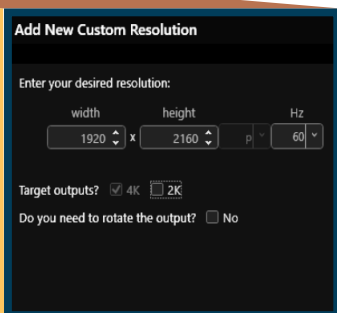 Add New Custom Resolution
Enter your desired resolution:
width height Hz
1920 x 2160 p 60
Target outputs? 4K 2K
Do you need to rotate the output? No